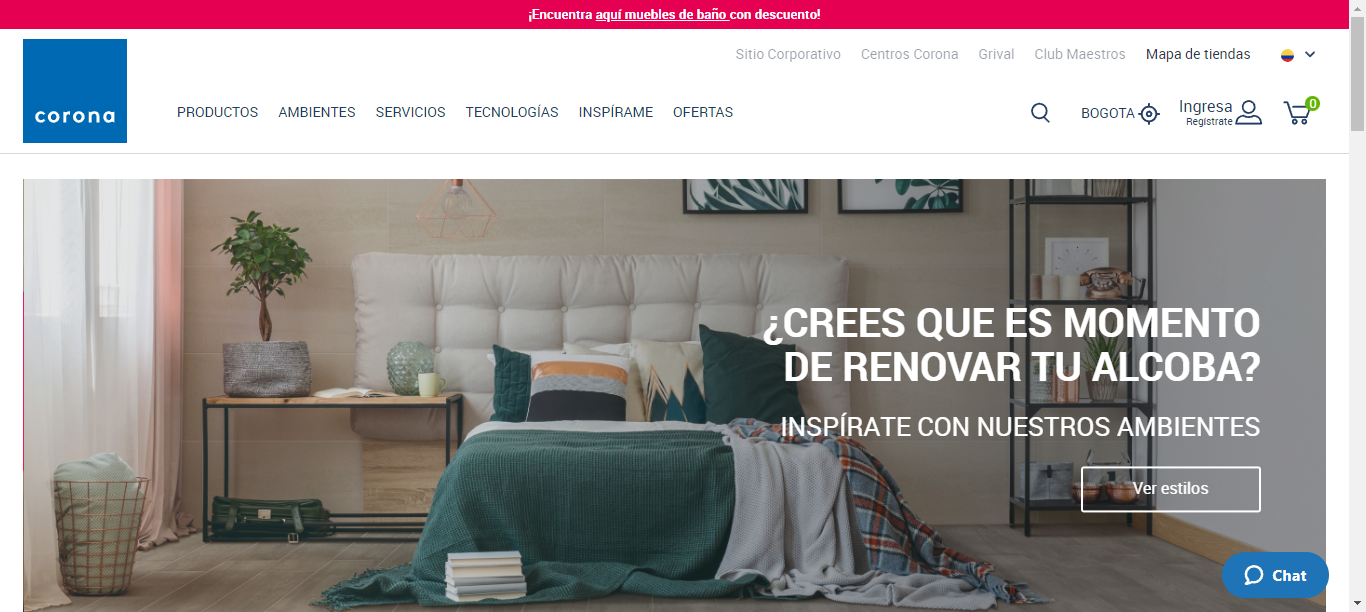 ¡Encuentra aquí muebles de baño con descuento!
Sitio Corporativo Centros Corona Grival Club Maestros Mapa de tiendas
corona
PRODUCTOS AMBIENTES SERVICIOS TECNOLOGÍAS INSPÍRAME OFERTAS
BOGOTA
Ingresa
Regístrate
0
¿CREES QUE ES MOMENTO
DE RENOVAR TU ALCOBA?
INSPÍRATE CON NUESTROS AMBIENTES
Ver estilos
Chat